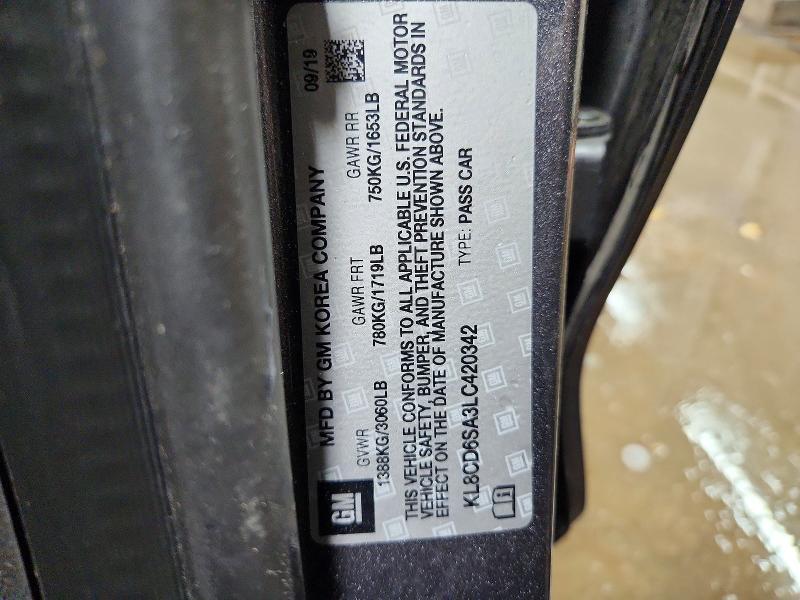 GM
MFD BY GM KOREA COMPANY 09/19
GVWR GAWR FRT GAWR RR
1388KG/3060LB 780KG/1719LB 750KG/1653LB
THIS VEHICLE CONFORMS TO ALL APPLICABLE U.S. FEDERAL MOTOR
VEHICLE SAFETY, BUMPER, AND THEFT PREVENTION STANDARDS IN
EFFECT ON THE DATE OF MANUFACTURE SHOWN ABOVE.
KL8CD6SA3LC420342 TYPE: PASS CAR